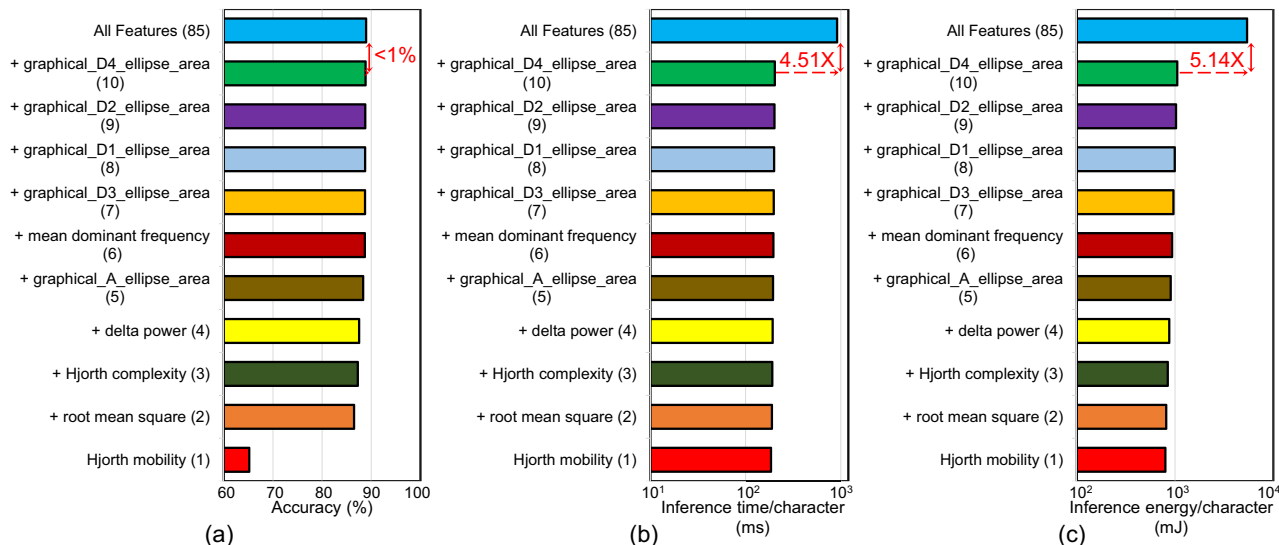 All Features (85)
+ graphical_D4_ellipse_area
(10)
+ graphical_D2_ellipse_area
(9)
+ graphical_D1_ellipse_area
(8)
+ graphical_D3_ellipse_area
(7)
+ mean dominant frequency
(6)
+ graphical_A_ellipse_area
(5)
+ delta power (4)
+ Hjorth complexity (3)
+ root mean square (2)
Hjorth mobility (1)
<1%
60 70 80 90 100
Accuracy (%)
(a)
All Features (85)
+ graphical_D4_ellipse_area
(10)
+ graphical_D2_ellipse_area
(9)
+ graphical_D1_ellipse_area
(8)
+ graphical_D3_ellipse_area
(7)
+ mean dominant frequency
(6)
+ graphical_A_ellipse_area
(5)
+ delta power (4)
+ Hjorth complexity (3)
+ root mean square (2)
Hjorth mobility (1)
4.51X
10¹ 10² 10³
Inference time/character
(ms)
(b)
All Features (85)
+ graphical_D4_ellipse_area
(10)
+ graphical_D2_ellipse_area
(9)
+ graphical_D1_ellipse_area
(8)
+ graphical_D3_ellipse_area
(7)
+ mean dominant frequency
(6)
+ graphical_A_ellipse_area
(5)
+ delta power (4)
+ Hjorth complexity (3)
+ root mean square (2)
Hjorth mobility (1)
5.14X
10² 10³ 10⁴
Inference energy/character
(mJ)
(c)